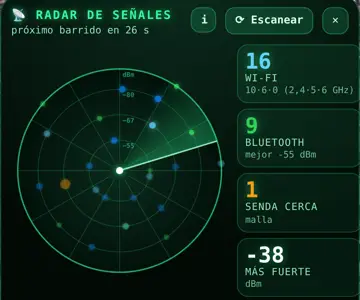 RADAR DE SEÑALES
próximo barrido en 26 s
i
⟳ Escanear
×
dBm
-80
-67
-55
16
WI-FI
10·6·0 (2,4·5·6 GHz)
9
BLUETOOTH
mejor -55 dBm
1
SENDA CERCA
malla
-38
MÁS FUERTE
dBm